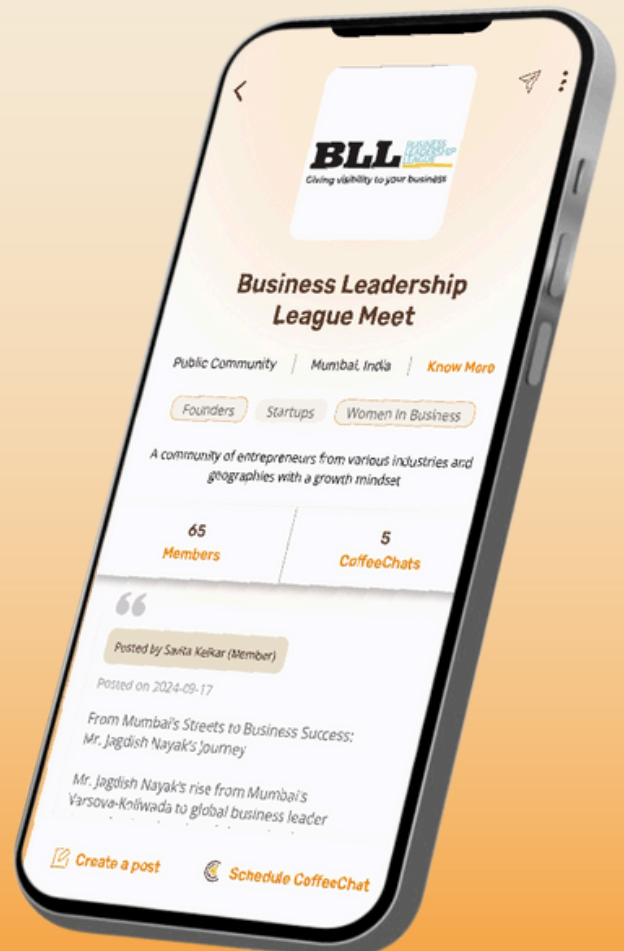 BLL BUSINESS
LEADERSHIP
LEAGUE
Giving visibility to your business
Business Leadership
League Meet
Public Community | Mumbai, India | Know More
Founders Startups Women In Business
A community of entrepreneurs from various industries and
geographies with a growth mindset
65 5
Members CoffeeChats
Posted by Savita Kelkar (Member)
Posted on 2024-09-17
From Mumbai's Streets to Business Success:
Mr. Jagdish Nayak's Journey
Mr. Jagdish Nayak's rise from Mumbai's
Varsova-Koliwada to global business leader
Create a post Schedule CoffeeChat